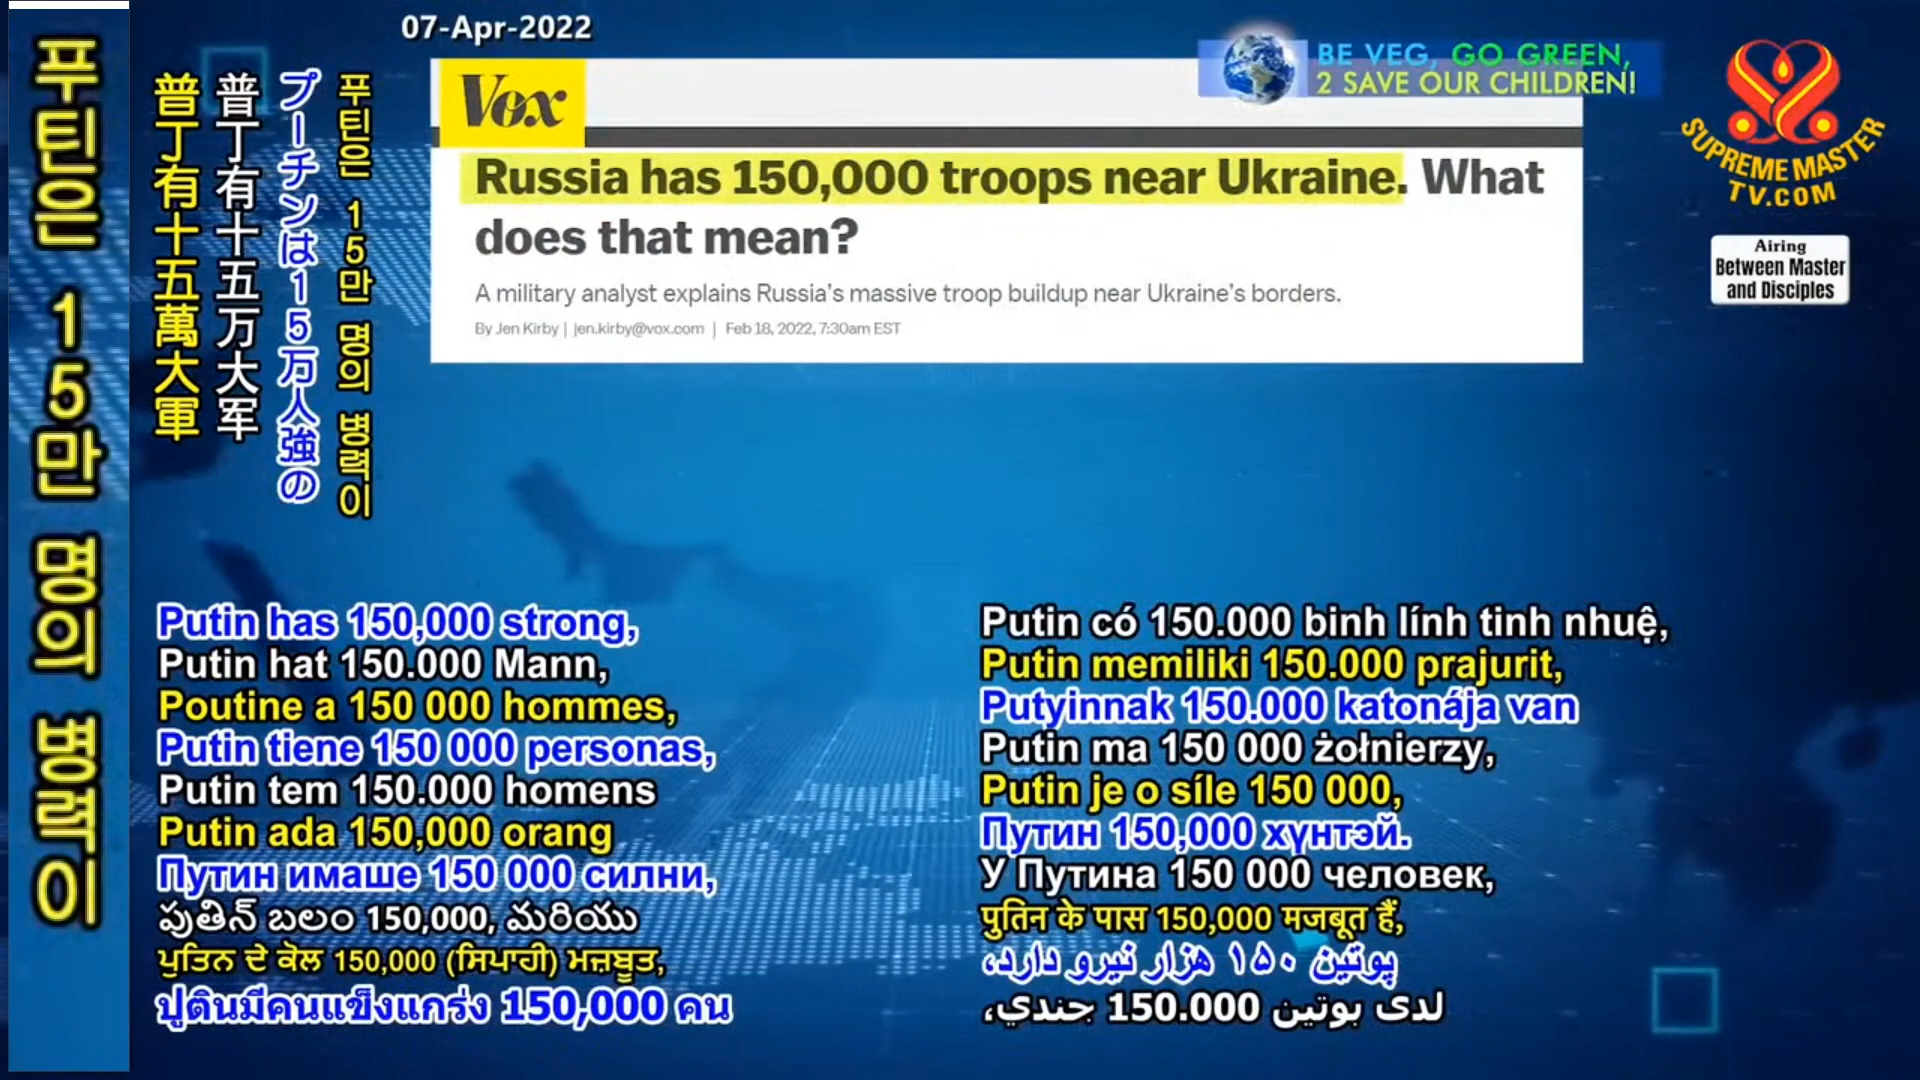 푸틴은 15만 명의 병력이
普丁有十五萬大軍
普丁有十五万大军
プーチンは15万人強の
푸틴은 15만 명의 병력이
07-Apr-2022
Vox
Russia has 150,000 troops near Ukraine. What
does that mean?
A military analyst explains Russia's massive troop buildup near Ukraine's borders.
By Jen Kirby | jen.kirby@vox.com | Feb 18, 2022, 7:30am EST
BE VEG, GO GREEN,
2 SAVE OUR CHILDREN!
SUPREME MASTER
TV.COM
Airing
Between Master
and Disciples
Putin has 150,000 strong,
Putin hat 150.000 Mann,
Poutine a 150 000 hommes,
Putin tiene 150 000 personas,
Putin tem 150.000 homens
Putin ada 150,000 orang
Путин имаше 150 000 силни,
పుతిన్ బలం 150,000, మరియు
ਪੁਤਿਨ ਦੇ ਕੋਲ 150,000 (ਸਿਪਾਹੀ) ਮਜ਼ਬੂਤ,
ปูตินมีคนแข็งแกร่ง 150,000 คน
Putin có 150.000 binh lính tinh nhuệ,
Putin memiliki 150.000 prajurit,
Putyinnak 150.000 katonája van
Putin ma 150 000 żołnierzy,
Putin je o síle 150 000,
Путин 150,000 хүнтэй.
У Путина 150 000 человек,
पुतिन के पास 150,000 मजबूत हैं,
پوتین ۱۵۰ هزار نیرو دارد،
لدى بوتين 150.000 جندي،